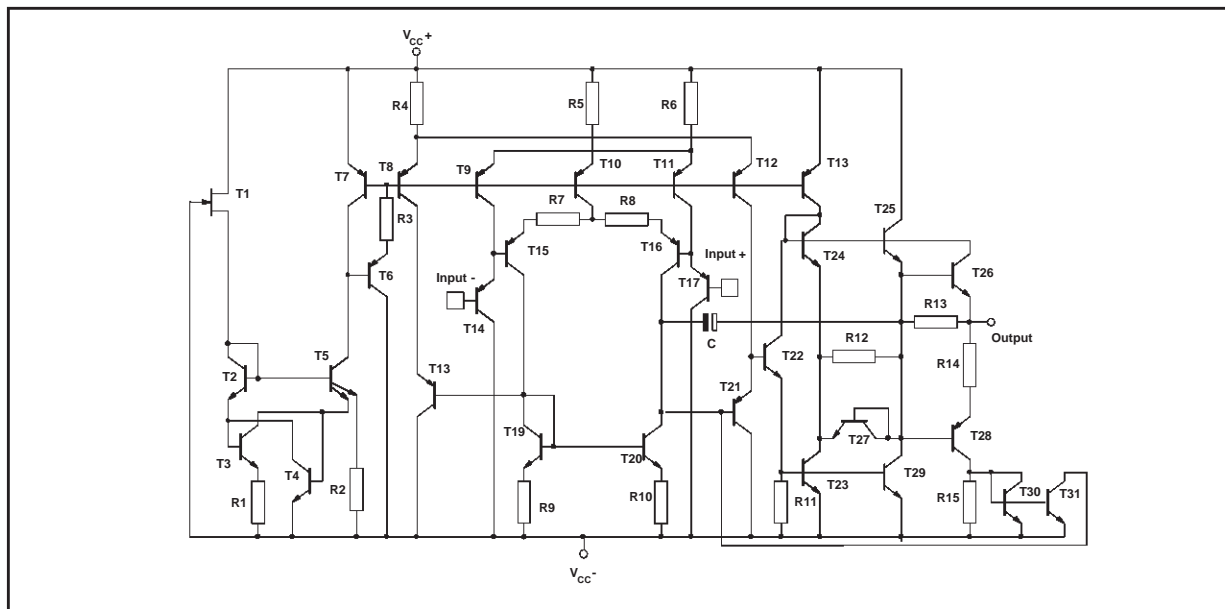 VCC+
R4
R5
R6
T7
T8
T9
T10
T11
T12
T13
T1
R3
R7
R8
T25
T15
T16
T24
T26
T6
Input +
Input -
T17
R13
T14
C
Output
R12
T2
T5
T13
T22
R14
T21
T19
T27
T28
T3
T4
T20
T23
T29
R1
R2
R9
R10
R11
R15
T30
T31
VCC-